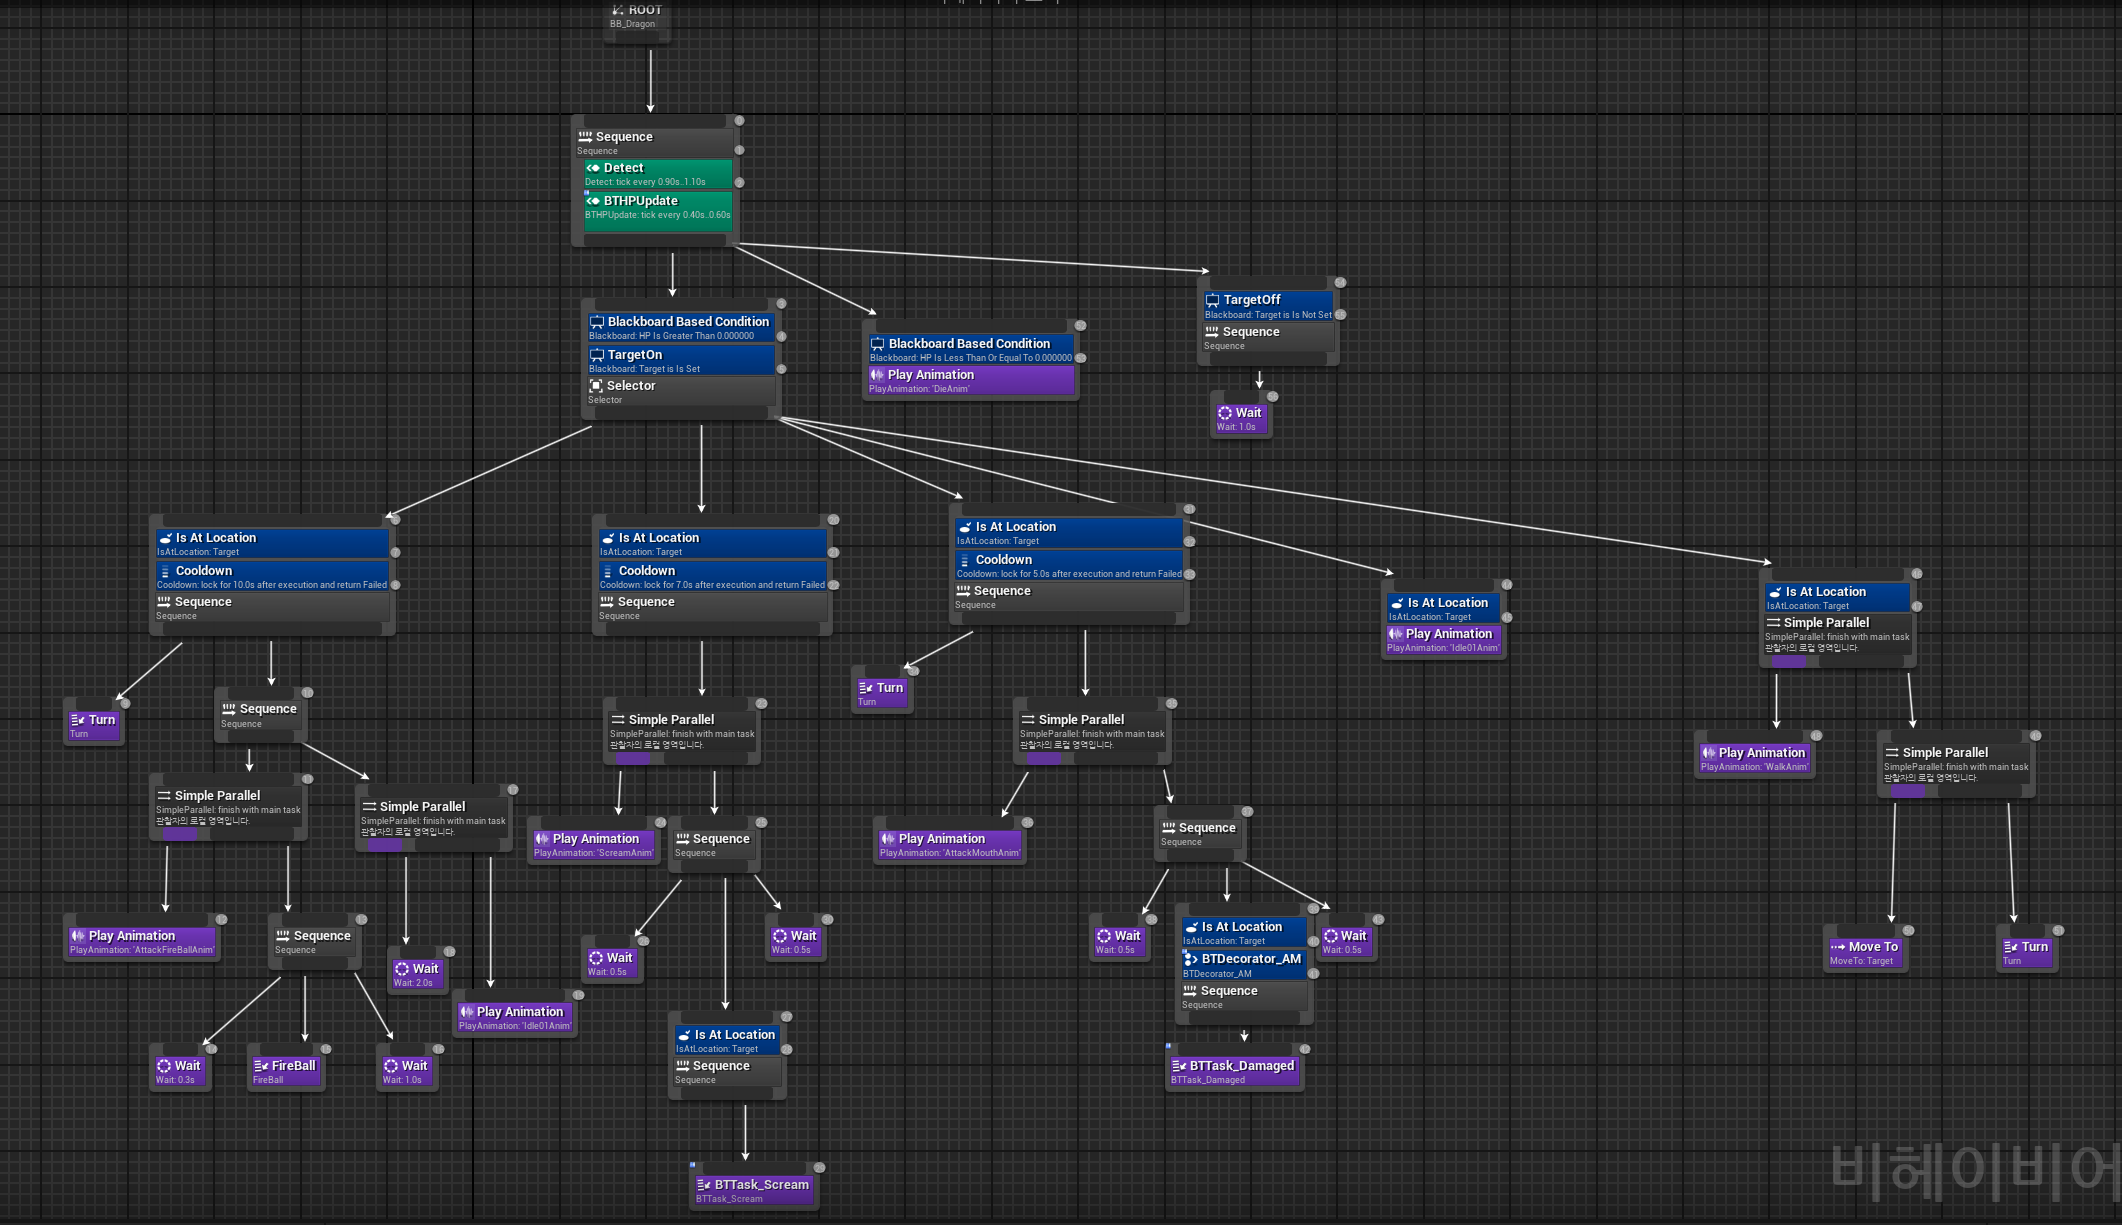 ROOT
BB_Dragon
Sequence
Sequence
Detect
Detect: tick every 0.90s..1.10s
BTHPUpdate
BTHPUpdate: tick every 0.40s..0.60s
Blackboard Based Condition
Blackboard: HP Is Greater Than 0.000000
TargetOn
Blackboard: Target is Is Set
Selector
Selector
Blackboard Based Condition
Blackboard: HP Is Less Than Or Equal To 0.000000
Play Animation
PlayAnimation: 'DieAnim'
TargetOff
Blackboard: Target is Is Not Set
Sequence
Sequence
Wait
Wait: 1.0s
Is At Location
IsAtLocation: Target
Cooldown
Cooldown: lock for 10.0s after execution and return Failed
Sequence
Sequence
Is At Location
IsAtLocation: Target
Cooldown
Cooldown: lock for 7.0s after execution and return Failed
Sequence
Sequence
Is At Location
IsAtLocation: Target
Cooldown
Cooldown: lock for 5.0s after execution and return Failed
Sequence
Sequence
Is At Location
IsAtLocation: Target
Play Animation
PlayAnimation: 'Idle01Anim'
Is At Location
IsAtLocation: Target
Simple Parallel
SimpleParallel: finish with main task
관찰자의 로컬 영역입니다.
Turn
Turn
Sequence
Sequence
Simple Parallel
SimpleParallel: finish with main task
관찰자의 로컬 영역입니다.
Simple Parallel
SimpleParallel: finish with main task
관찰자의 로컬 영역입니다.
Play Animation
PlayAnimation: 'AttackFireBallAnim'
Sequence
Sequence
Wait
Wait: 2.0s
Play Animation
PlayAnimation: 'Idle01Anim'
Wait
Wait: 0.3s
FireBall
FireBall
Wait
Wait: 1.0s
Simple Parallel
SimpleParallel: finish with main task
관찰자의 로컬 영역입니다.
Play Animation
PlayAnimation: 'ScreamAnim'
Sequence
Sequence
Wait
Wait: 0.5s
Wait
Wait: 0.5s
Is At Location
IsAtLocation: Target
Sequence
Sequence
BTTask_Scream
BTTask_Scream
Turn
Turn
Simple Parallel
SimpleParallel: finish with main task
관찰자의 로컬 영역입니다.
Play Animation
PlayAnimation: 'AttackMouthAnim'
Sequence
Sequence
Wait
Wait: 0.5s
Is At Location
IsAtLocation: Target
BTDecorator_AM
BTDecorator_AM
Sequence
Sequence
Wait
Wait: 0.5s
BTTask_Damaged
BTTask_Damaged
Play Animation
PlayAnimation: 'WalkAnim'
Simple Parallel
SimpleParallel: finish with main task
관찰자의 로컬 영역입니다.
Move To
MoveTo: Target
Turn
Turn
비헤이비어